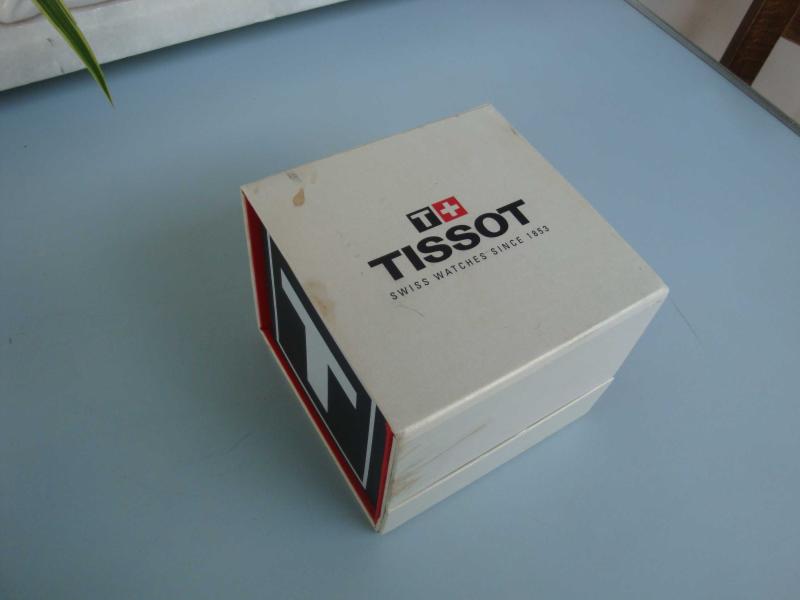 T+
TISSOT
SWISS WATCHES SINCE 1853
T